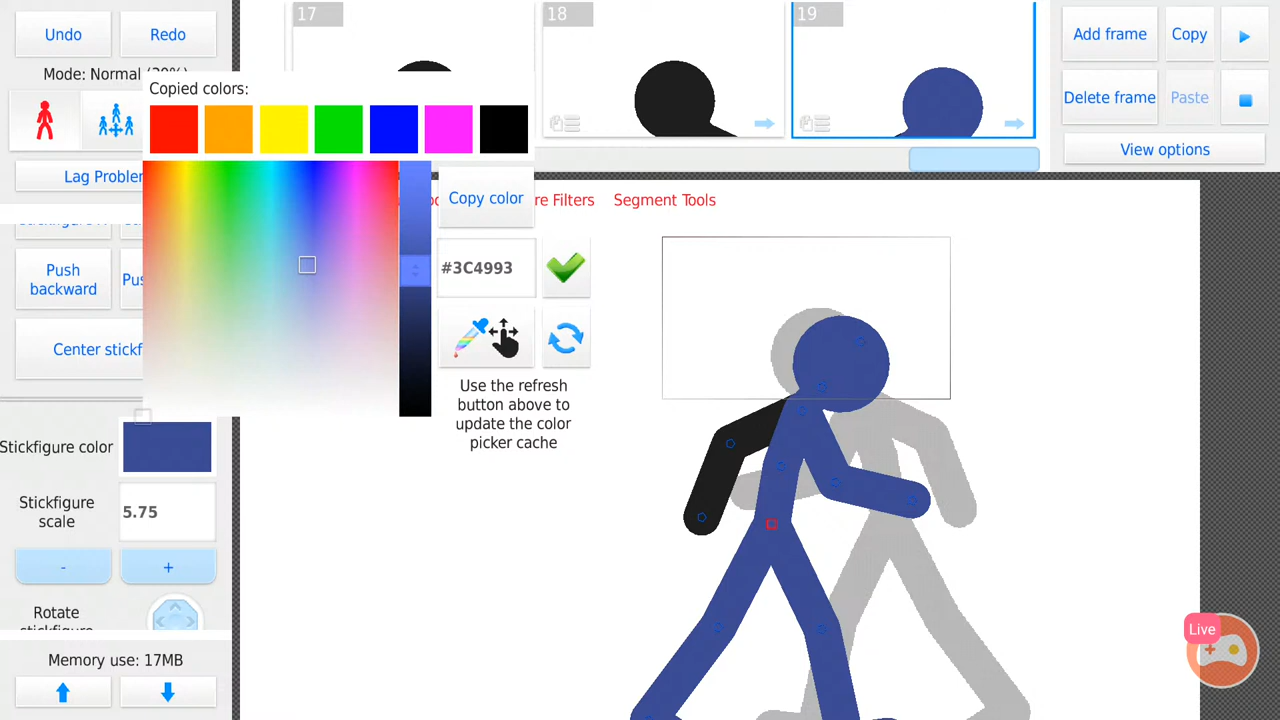 Undo
Redo
17
18
19
Add frame
Copy
Mode: Normal
Copied colors:
Delete frame
Paste
View options
Lag Proble
Copy color
re Filters
Segment Tools
Push
backward
Pus
#3C4993
Center stickf
Use the refresh
button above to
update the color
picker cache
Stickfigure color
Stickfigure
scale
5.75
-
+
Rotate
Memory use: 17MB
Live